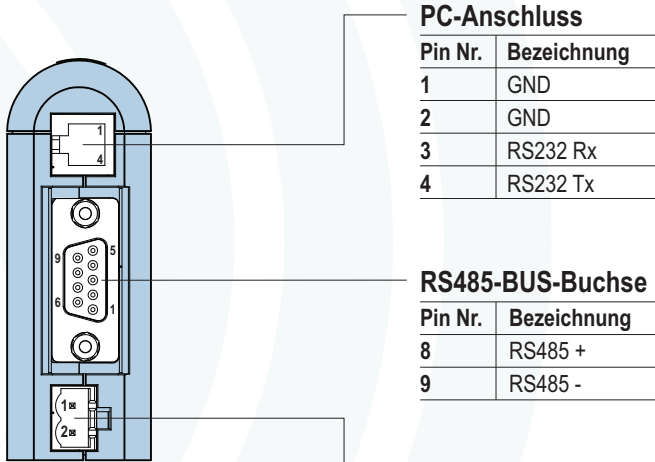 PC-Anschluss
Pin Nr. Bezeichnung
1 GND
2 GND
3 RS232 Rx
4 RS232 Tx
1
4
RS485-BUS-Buchse
Pin Nr. Bezeichnung
8 RS485 +
9 RS485 -
9 5
6 1
1
2